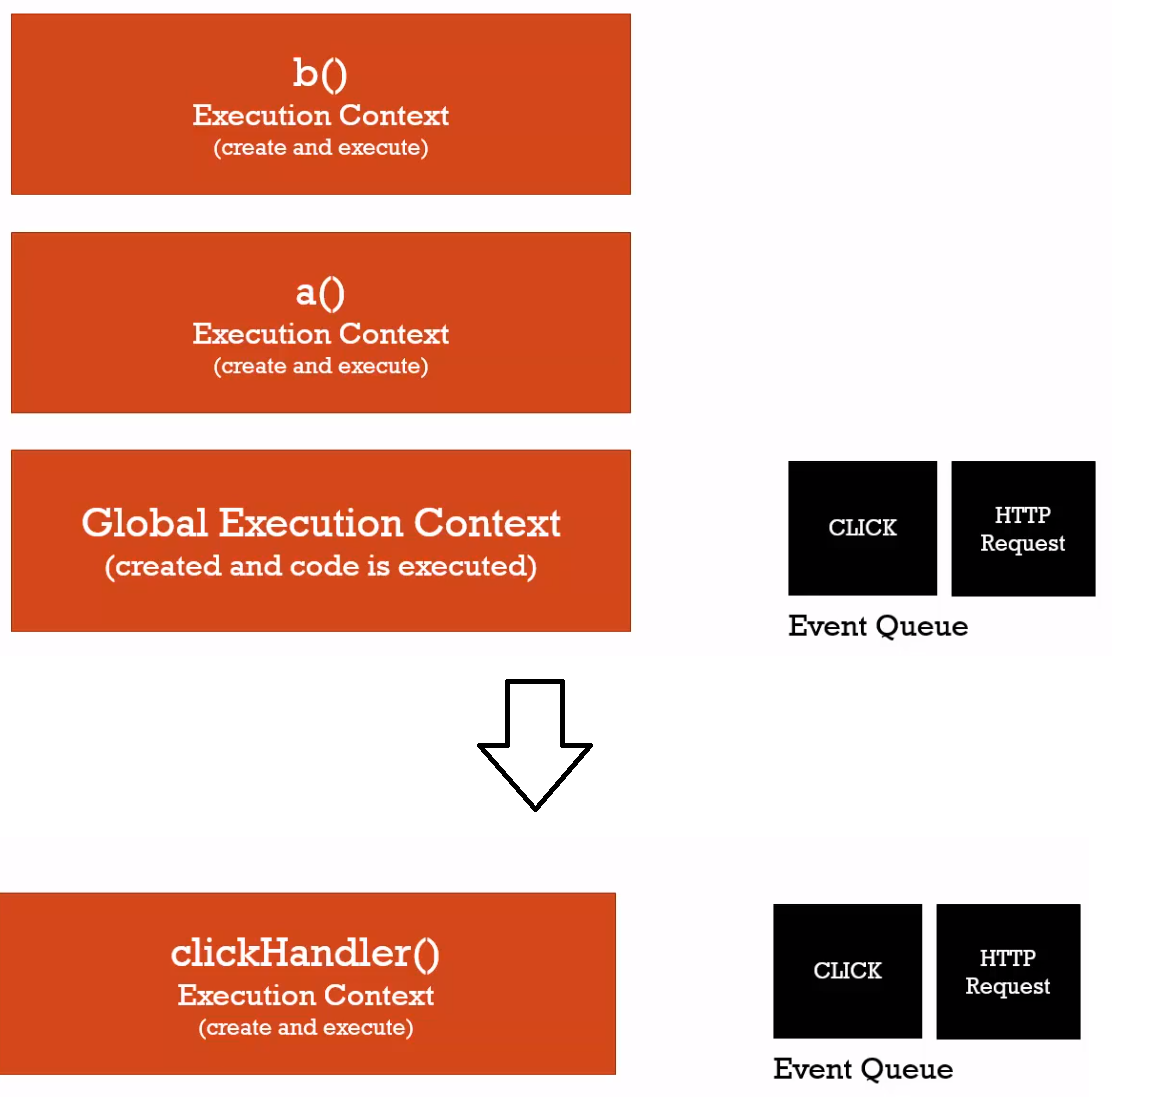 b()
Execution Context
(create and execute)
a()
Execution Context
(create and execute)
Global Execution Context
(created and code is executed)
CLICK
HTTP
Request
Event Queue
clickHandler()
Execution Context
(create and execute)
CLICK
HTTP
Request
Event Queue